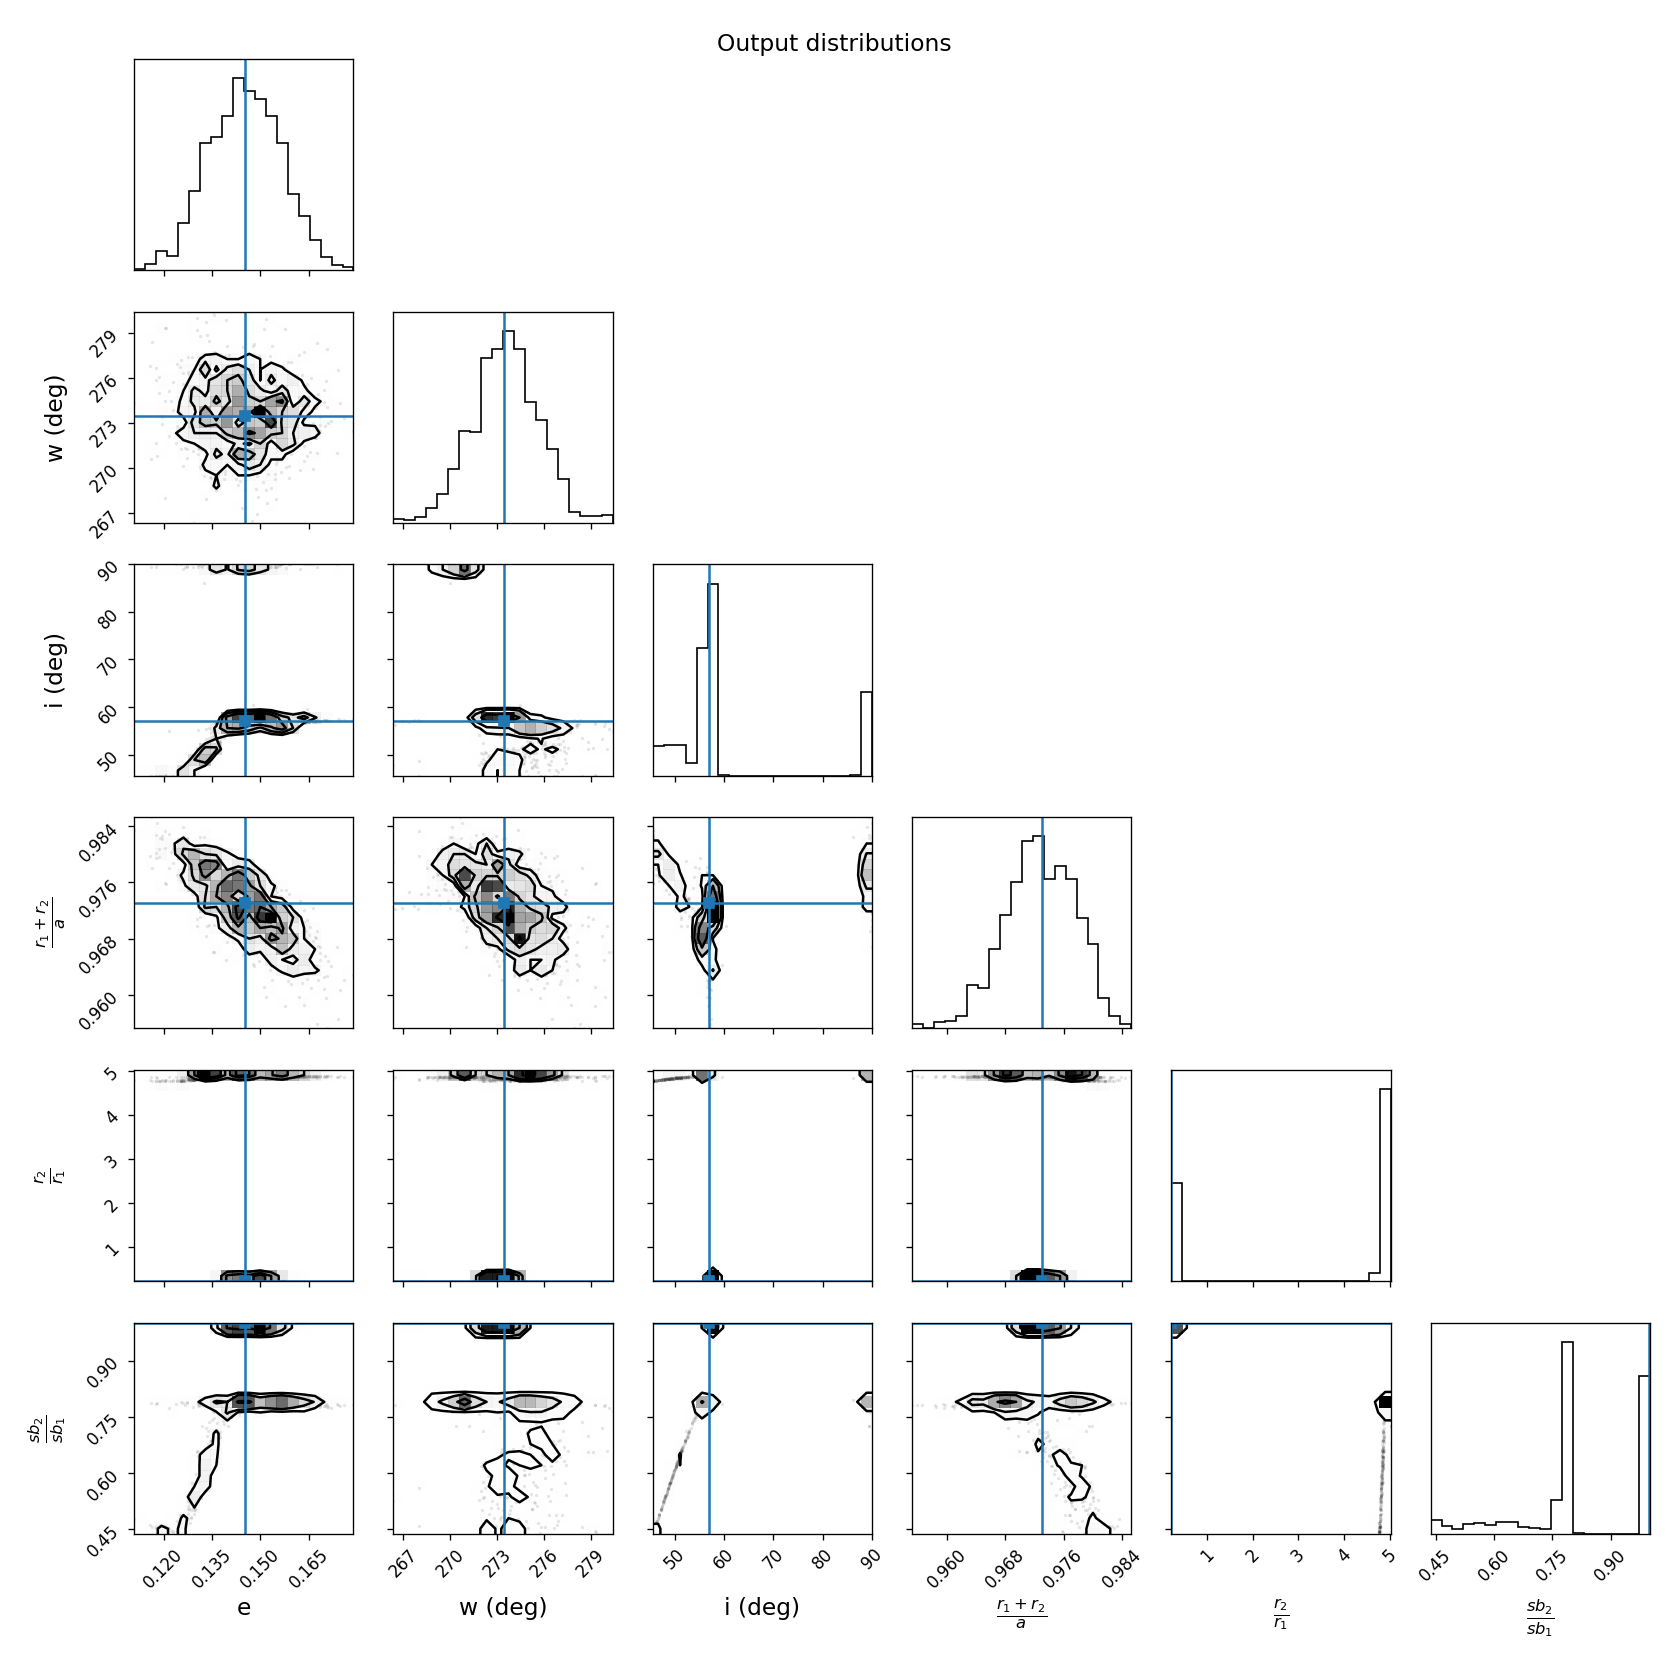 Output distributions
279
276
273
270
267
w (deg)
90
80
70
60
50
i (deg)
0.984
0.976
0.968
0.960
r₁ + r₂
a
5
4
3
2
1
r₂
r₁
0.90
0.75
0.60
0.45
sb₂
sb₁
0.120 0.135 0.150 0.165 267 270 273 276 279 50 60 70 80 90 0.960 0.968 0.976 0.984 1 2 3 4 5 0.45 0.60 0.75 0.90
e w (deg) i (deg) r₁ + r₂ r₂ sb₂
a r₁ sb₁